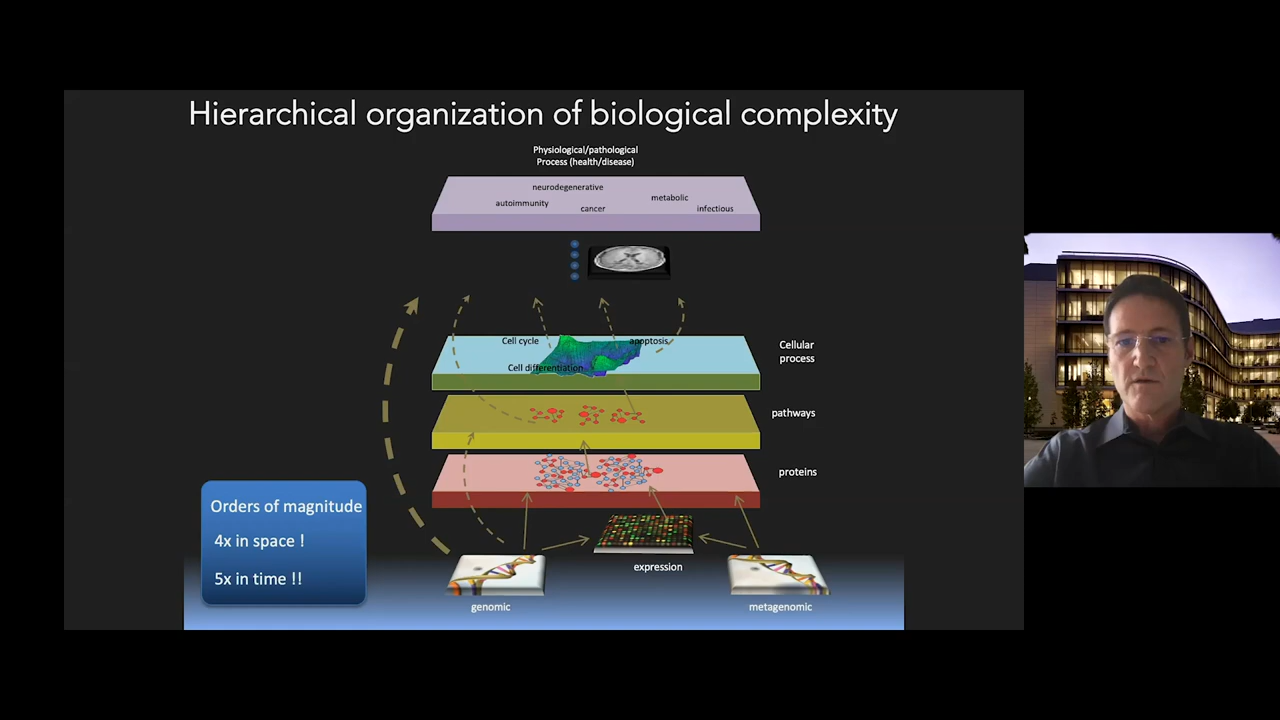 Hierarchical organization of biological complexity
Physiological/pathological
Process (health/disease)
neurodegenerative
metabolic
autoimmunity
cancer
infectious
Cell cycle
apoptosis
Cell differentiation
Cellular
process
pathways
proteins
Orders of magnitude
4x in space !
5x in time !!
expression
genomic
metagenomic